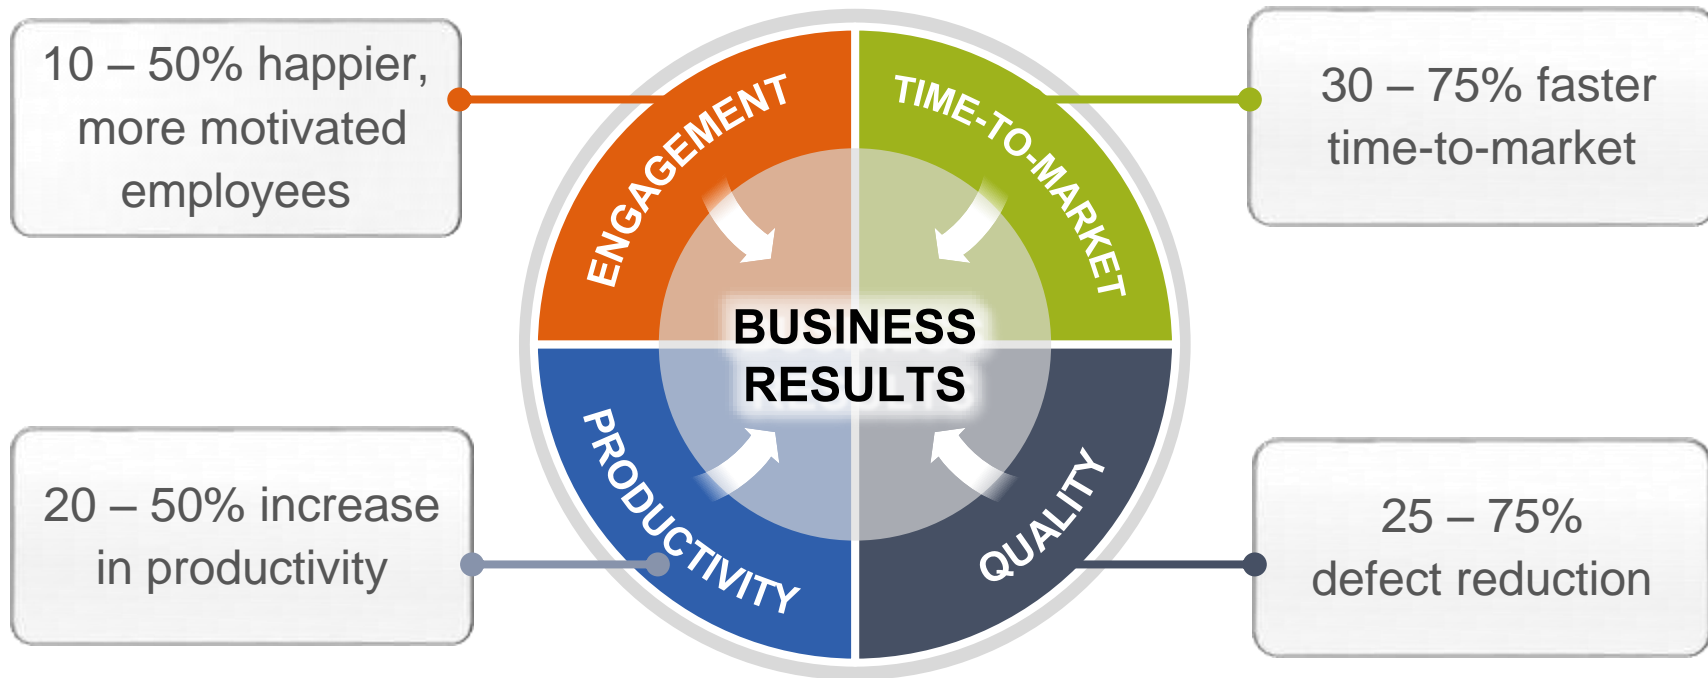 10 – 50% happier,
more motivated
employees
ENGAGEMENT
TIME-TO-MARKET
30 – 75% faster
time-to-market
BUSINESS
RESULTS
20 – 50% increase
in productivity
PRODUCTIVITY
QUALITY
25 – 75%
defect reduction